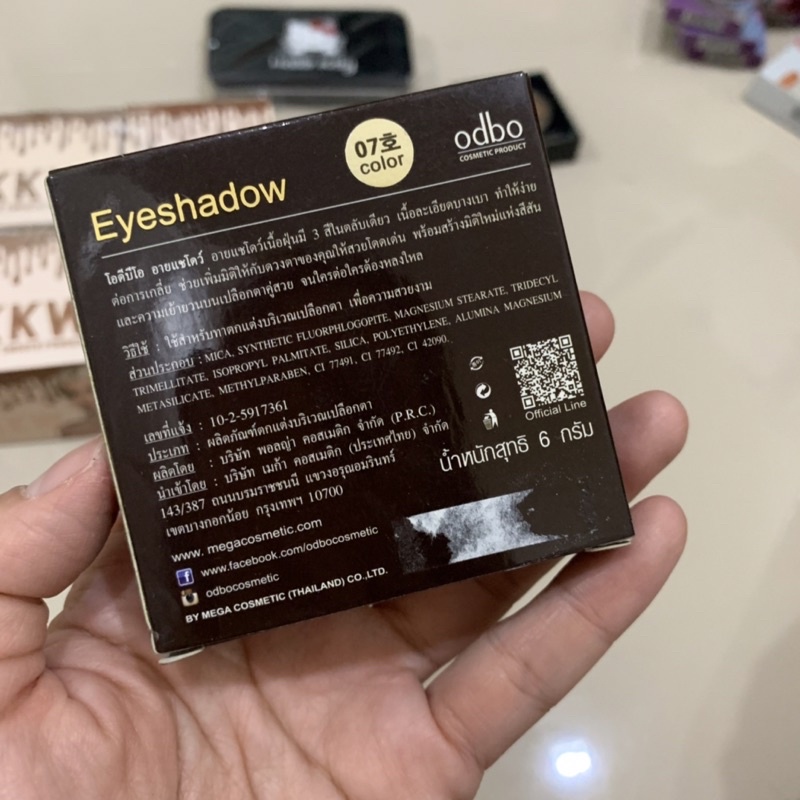 07호
color
odbo
COSMETIC PRODUCT
Eyeshadow
โอดีบีโอ อายแชโดว์ อายแชโดว์เนื้อฝุ่นมี 3 สีในตลับเดียว เนื้อละเอียดบางเบา ทำให้ง่าย
ต่อการเกลี่ย ช่วยเพิ่มมิติให้กับดวงตาของคุณให้สวยโดดเด่น พร้อมสร้างมิติใหม่แห่งสีสัน
และความเย้ายวนบนเปลือกตาคู่สวย จนใครต่อใครต้องหลงใหล
วิธีใช้ : ใช้สำหรับทาตกแต่งบริเวณเปลือกตา เพื่อความสวยงาม
ส่วนประกอบ : MICA, SYNTHETIC FLUORPHLOGOPITE, MAGNESIUM STEARATE, TRIDECYL
TRIMELLITATE, ISOPROPYL PALMITATE, SILICA, POLYETHYLENE, ALUMINA MAGNESIUM
METASILICATE, METHYLPARABEN, CI 77491, CI 77492, CI 42090.
เลขที่แจ้ง : 10-2-5917361
ประเภท : ผลิตภัณฑ์ตกแต่งบริเวณเปลือกตา
ผลิตโดย : บริษัท พอลญ่า คอสเมติก จำกัด (P.R.C.)
นำเข้าโดย : บริษัท เมก้า คอสเมติก (ประเทศไทย) จำกัด
143/387 ถนนบรมราชชนนี แขวงอรุณอมรินทร์
เขตบางกอกน้อย กรุงเทพฯ 10700
Official Line
น้ำหนักสุทธิ 6 กรัม
www. megacosmetic.com
www.facebook.com/odbocosmetic
odbocosmetic
BY MEGA COSMETIC (THAILAND) CO.,LTD.
KKW
KKW